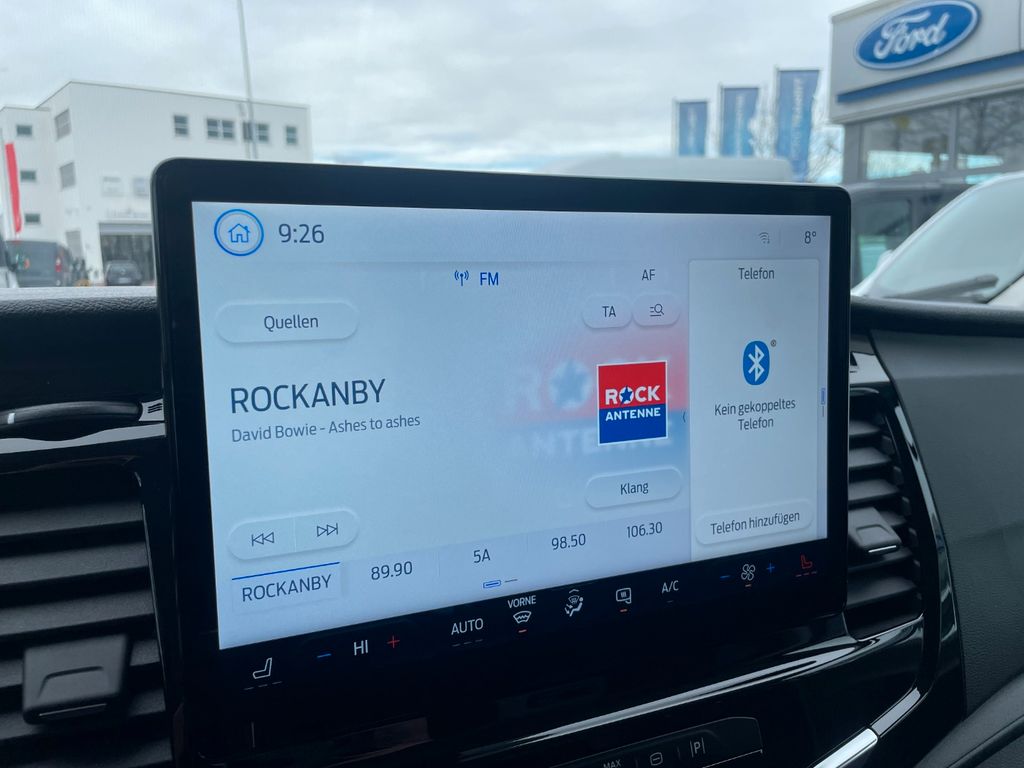 Ford
9:26
8°
FM
AF
Telefon
Quellen
TA
ROCKANBY
David Bowie - Ashes to ashes
ROCK
ANTENNE
Kein gekoppeltes
Telefon
Klang
Telefon hinzufügen
ROCKANBY
89.90
5A
98.50
106.30
HI
AUTO
VORNE
A/C
MAX
P